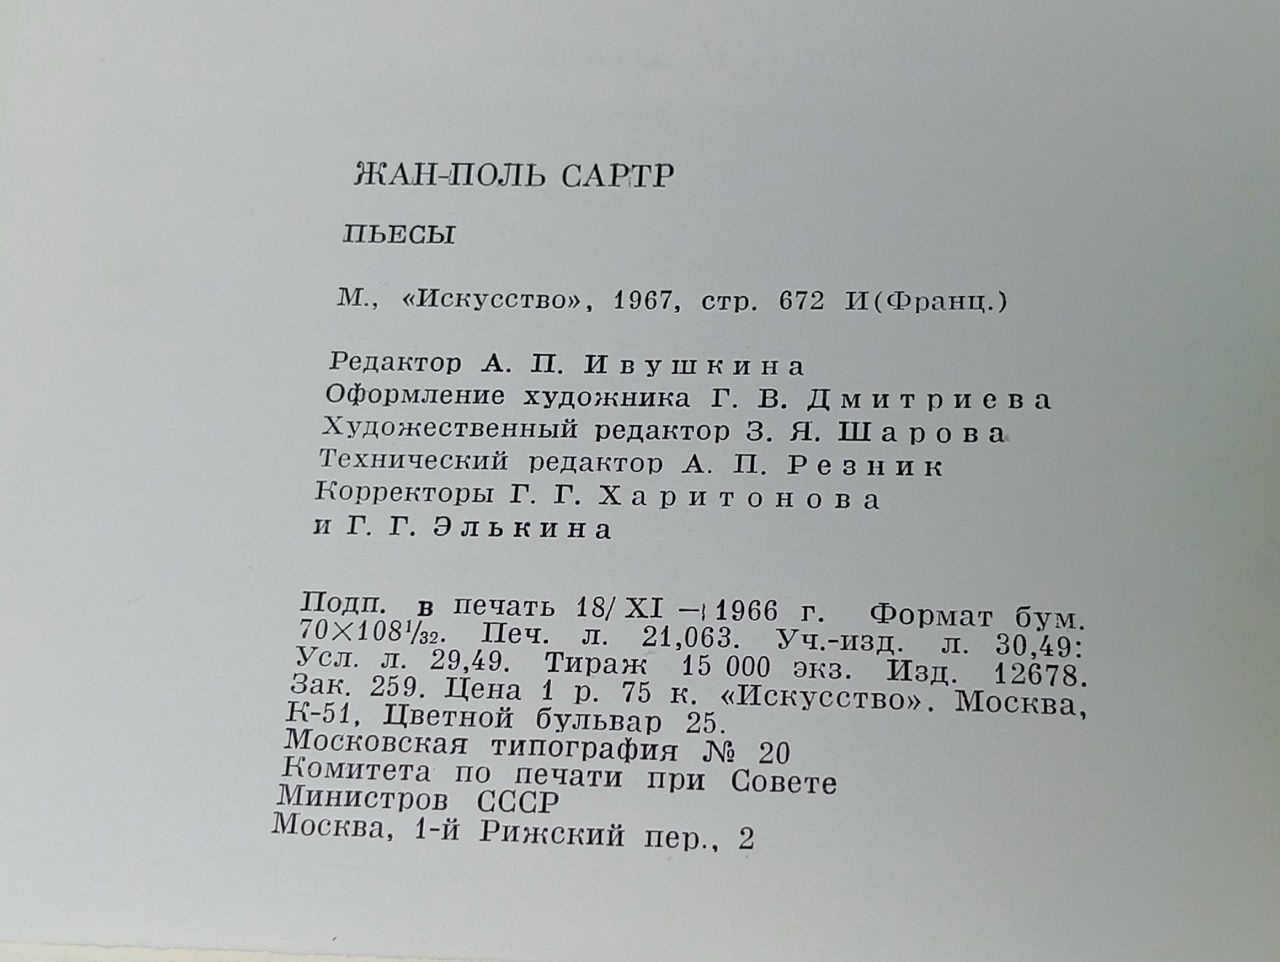 ЖАН-ПОЛЬ САРТР
ПЬЕСЫ
М., «Искусство», 1967, стр. 672 И(Франц.)
Редактор А. П. Ивушкина
Оформление художника Г. В. Дмитриева
Художественный редактор З. Я. Шарова
Технический редактор А. П. Резник
Корректоры Г. Г. Харитонова
и Г. Г. Элькина
Подп. в печать 18/XI — 1966 г. Формат бум.
70×108¹/₃₂. Печ. л. 21,063. Уч.-изд. л. 30,49:
Усл. л. 29,49. Тираж 15 000 экз. Изд. 12678.
Зак. 259. Цена 1 р. 75 к. «Искусство». Москва,
К-51, Цветной бульвар 25.
Московская типография № 20
Комитета по печати при Совете
Министров СССР
Москва, 1-й Рижский пер., 2